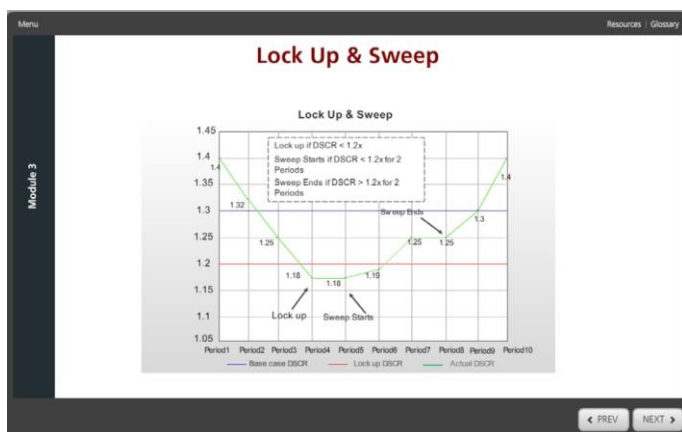 Menu
Resources | Glossary
Module 3
Lock Up & Sweep
Lock Up & Sweep
1.45
1.4
1.35
1.3
1.25
1.2
1.15
1.1
1.05
Lock up if DSCR < 1.2x
Sweep Starts if DSCR < 1.2x for 2
Periods
Sweep Ends if DSCR > 1.2x for 2
Periods
1.4
1.32
1.25
1.18
1.18
1.19
1.25
1.25
1.3
1.4
Sweep Ends
Lock up
Sweep Starts
Period1 Period2 Period3 Period4 Period5 Period6 Period7 Period8 Period9 Period10
Base case DSCR Lock up DSCR Actual DSCR
PREV NEXT